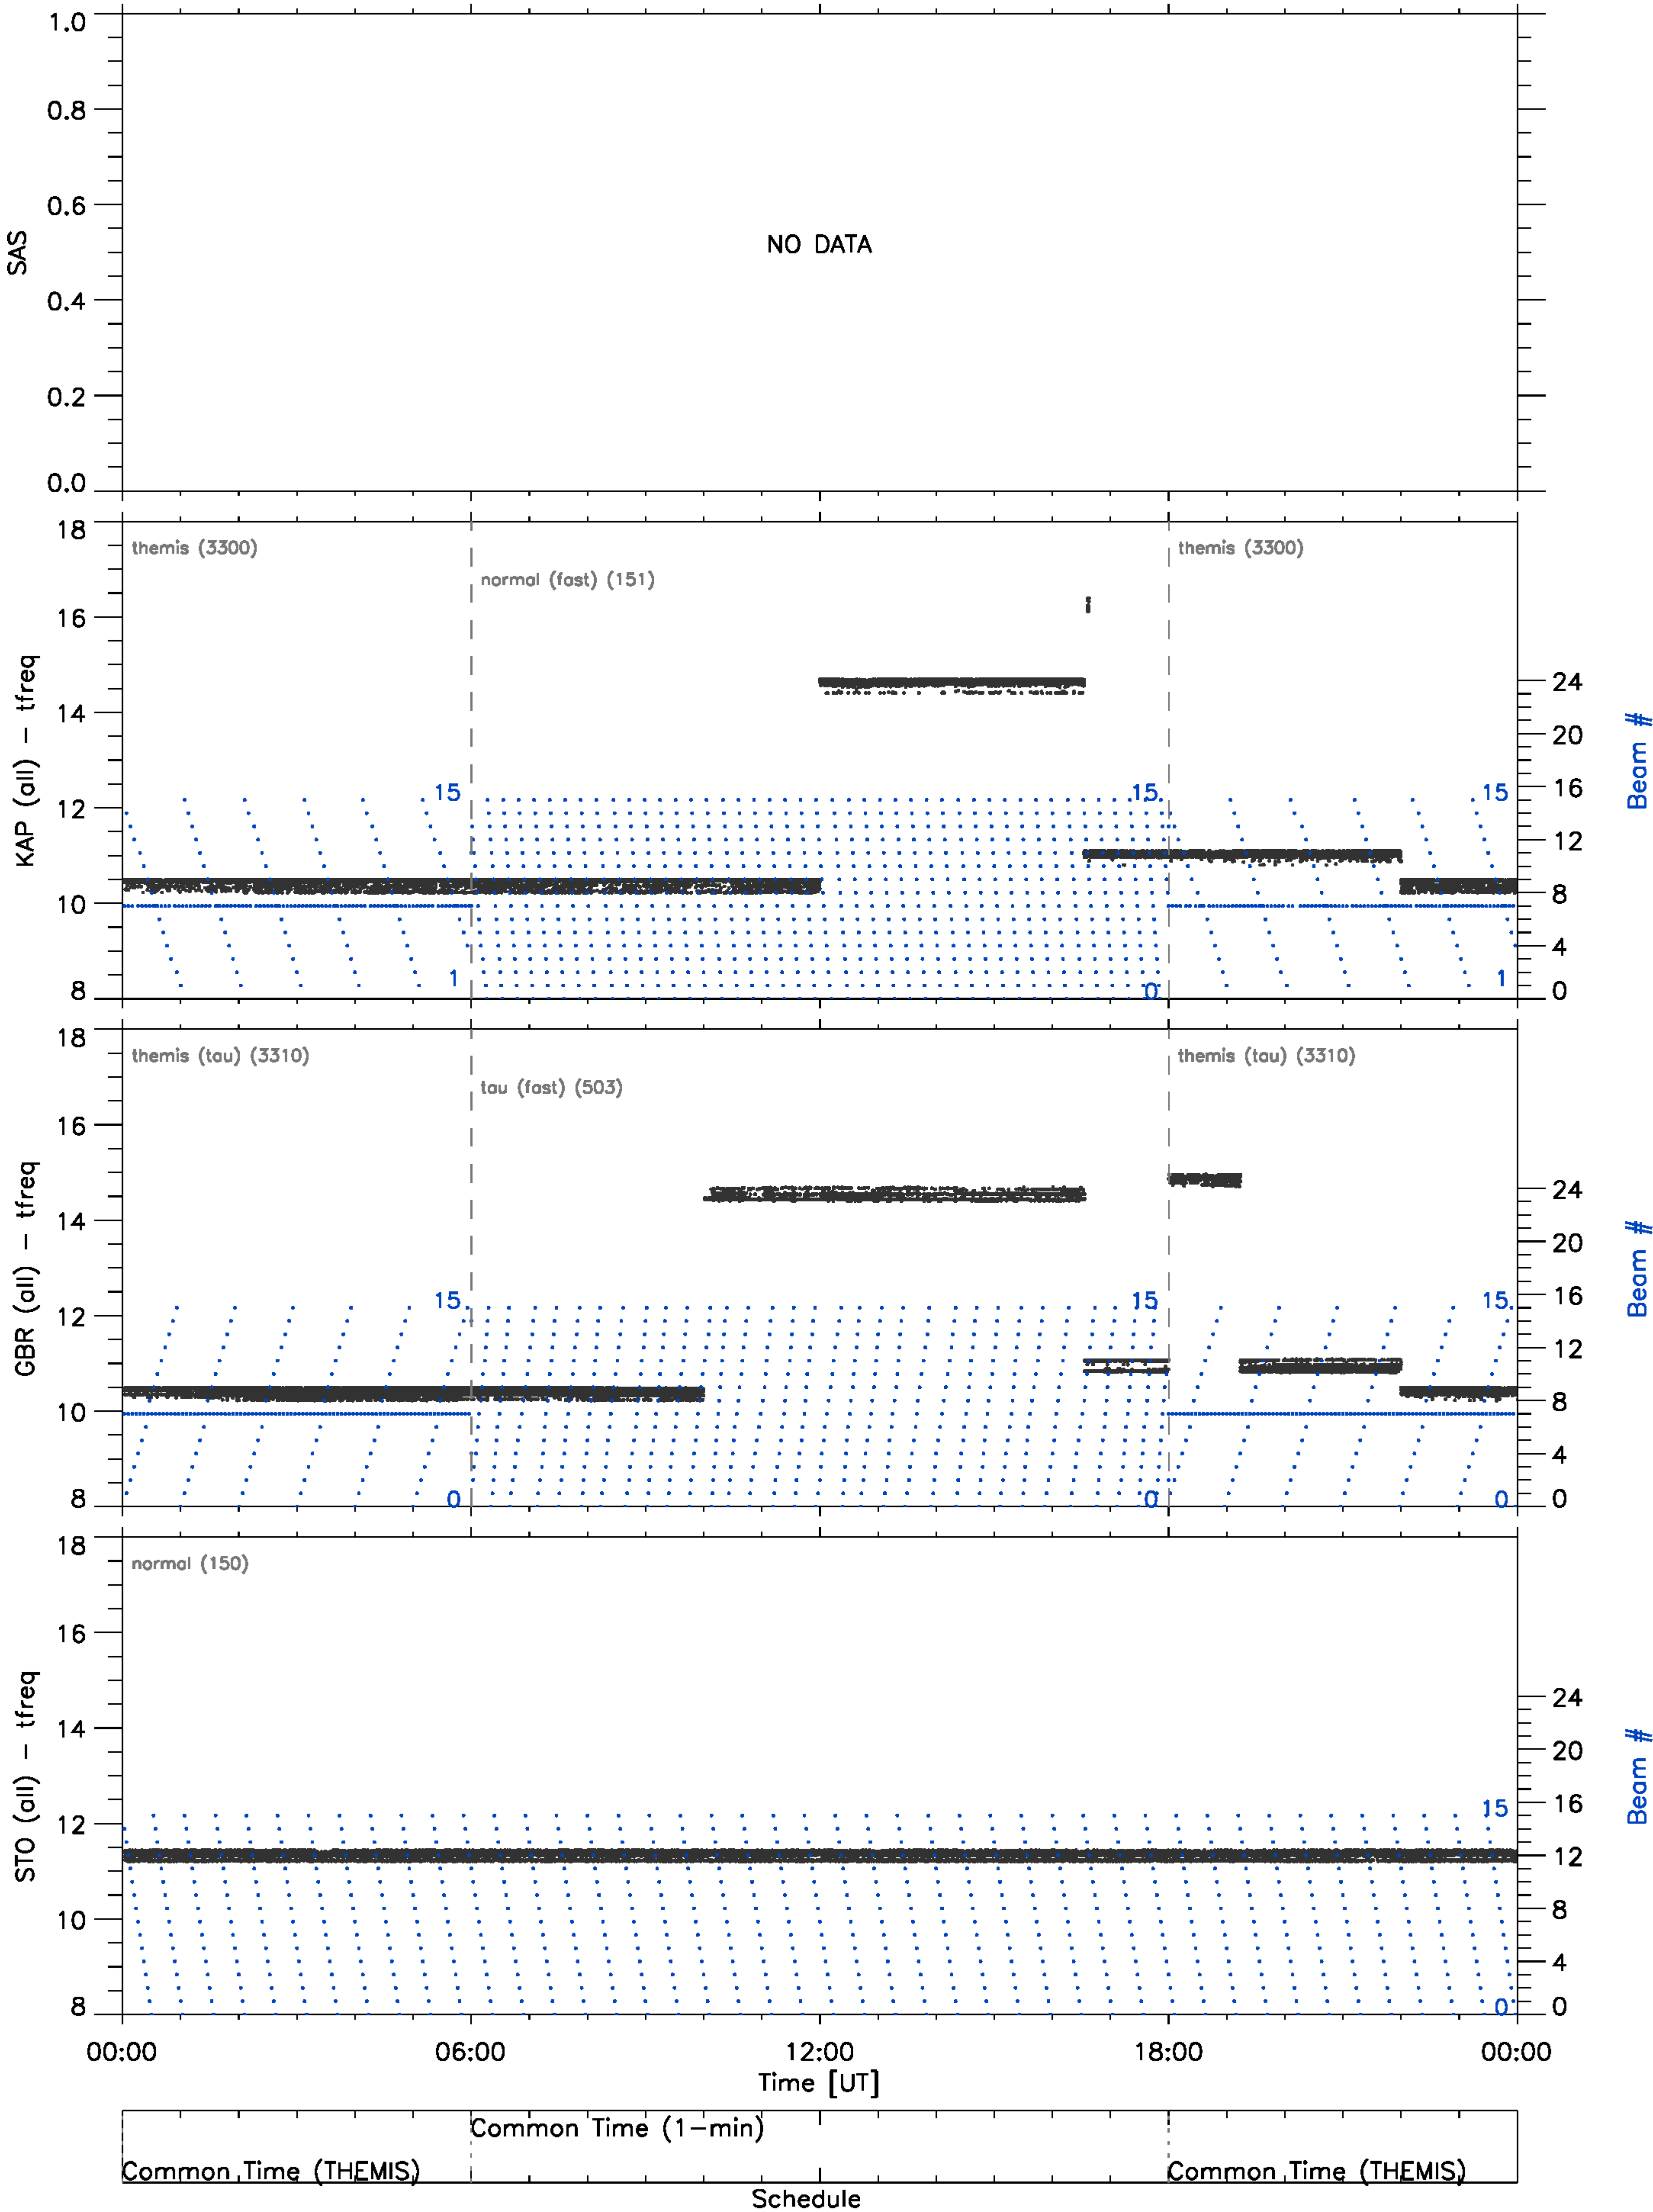 1.0
0.8
0.6
0.4
0.2
0.0
SAS
NO DATA
18
16
14
12
10
8
KAP (all) – tfreq
themis (3300)
normal (fast) (151)
themis (3300)
15
15
15
1
0
1
24
20
16
12
8
4
0
Beam #
18
16
14
12
10
8
GBR (all) – tfreq
themis (tau) (3310)
tau (fast) (503)
themis (tau) (3310)
15
15
15
0
0
0
24
20
16
12
8
4
0
Beam #
18
16
14
12
10
8
STO (all) – tfreq
normal (150)
15
0
24
20
16
12
8
4
0
Beam #
00:00 06:00 12:00 18:00 00:00
Time [UT]
Common Time (1–min)
Common Time (THEMIS) Common Time (THEMIS)
Schedule